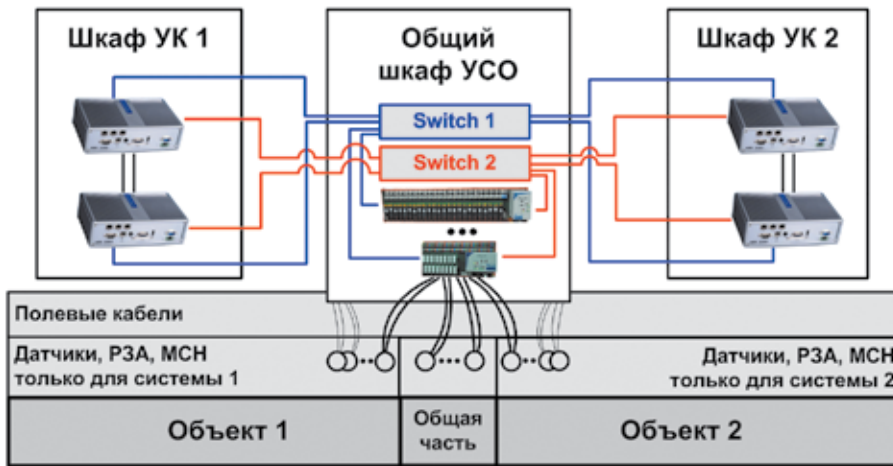 Шкаф УК 1
Общий
шкаф УСО
Шкаф УК 2
Switch 1
Switch 2
Полевые кабели
Датчики, РЗА, МСН
только для системы 1
Датчики, РЗА, МСН
только для системы 2
Объект 1
Общая
часть
Объект 2